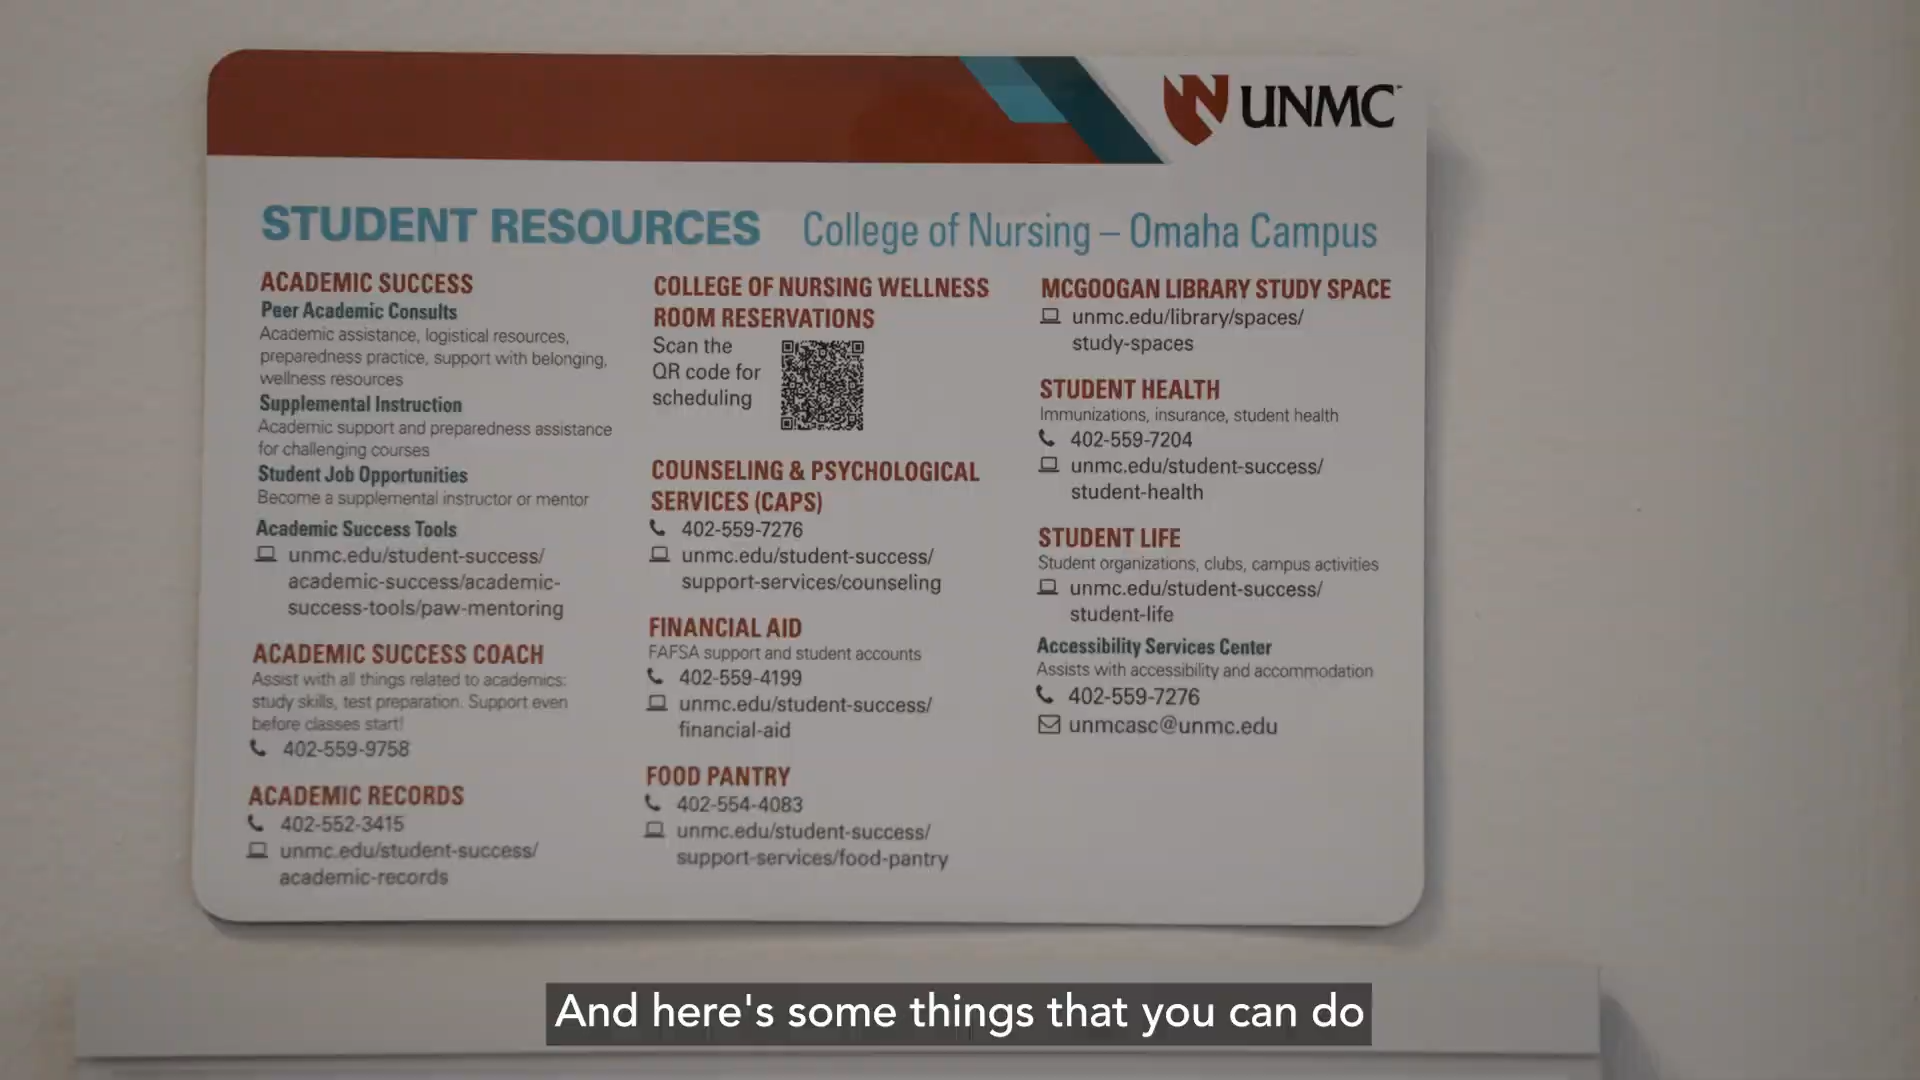 UNMC
STUDENT RESOURCES College of Nursing – Omaha Campus
ACADEMIC SUCCESS
Peer Academic Consults
Academic assistance, logistical resources,
preparedness practice, support with belonging,
wellness resources
Supplemental Instruction
Academic support and preparedness assistance
for challenging courses
Student Job Opportunities
Become a supplemental instructor or mentor
Academic Success Tools
unmc.edu/student-success/
academic-success/academic-
success-tools/paw-mentoring
ACADEMIC SUCCESS COACH
Assist with all things related to academics:
study skills, test preparation. Support even
before classes start!
402-559-9758
ACADEMIC RECORDS
402-552-3415
unmc.edu/student-success/
academic-records
COLLEGE OF NURSING WELLNESS
ROOM RESERVATIONS
Scan the
QR code for
scheduling
COUNSELING & PSYCHOLOGICAL
SERVICES (CAPS)
402-559-7276
unmc.edu/student-success/
support-services/counseling
FINANCIAL AID
FAFSA support and student accounts
402-559-4199
unmc.edu/student-success/
financial-aid
FOOD PANTRY
402-554-4083
unmc.edu/student-success/
support-services/food-pantry
MCGOOGAN LIBRARY STUDY SPACE
unmc.edu/library/spaces/
study-spaces
STUDENT HEALTH
Immunizations, insurance, student health
402-559-7204
unmc.edu/student-success/
student-health
STUDENT LIFE
Student organizations, clubs, campus activities
unmc.edu/student-success/
student-life
Accessibility Services Center
Assists with accessibility and accommodation
402-559-7276
unmcasc@unmc.edu
And here's some things that you can do